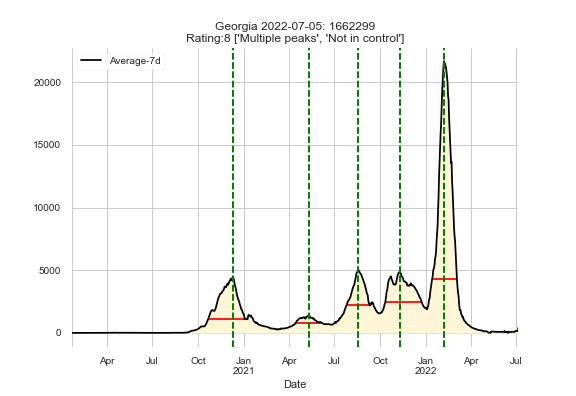 Georgia 2022-07-05: 1662299
Rating:8 ['Multiple peaks', 'Not in control']
Average-7d
20000
15000
10000
5000
0
Apr Jul Oct Jan Apr Jul Oct Jan Apr Jul
2021 2022
Date